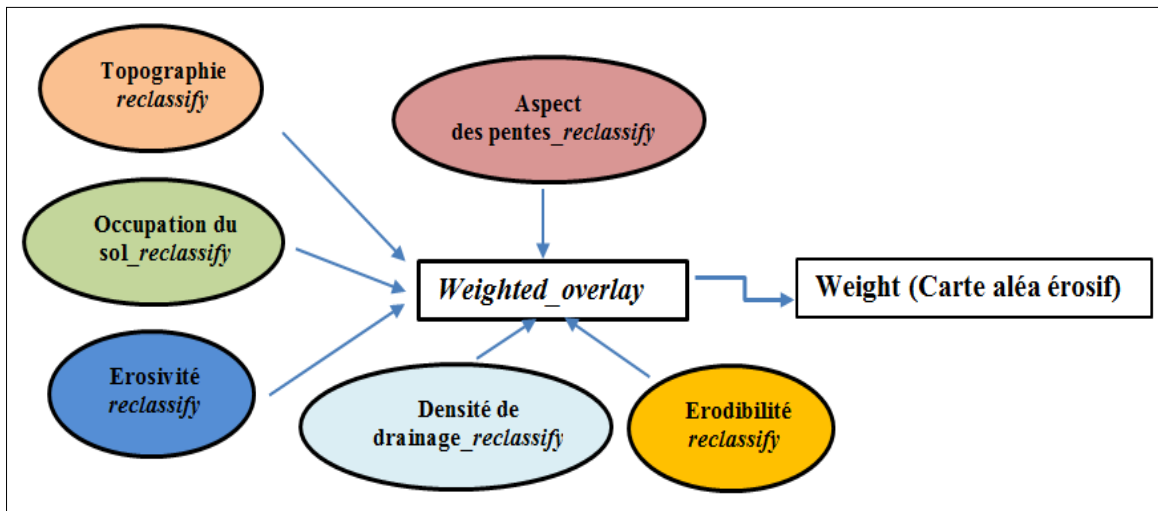 Topographie
reclassify
Aspect
des pentes_reclassify
Occupation du
sol_reclassify
Weighted_overlay
Weight (Carte aléa érosif)
Erosivité
reclassify
Densité de
drainage_reclassify
Erodibilité
reclassify